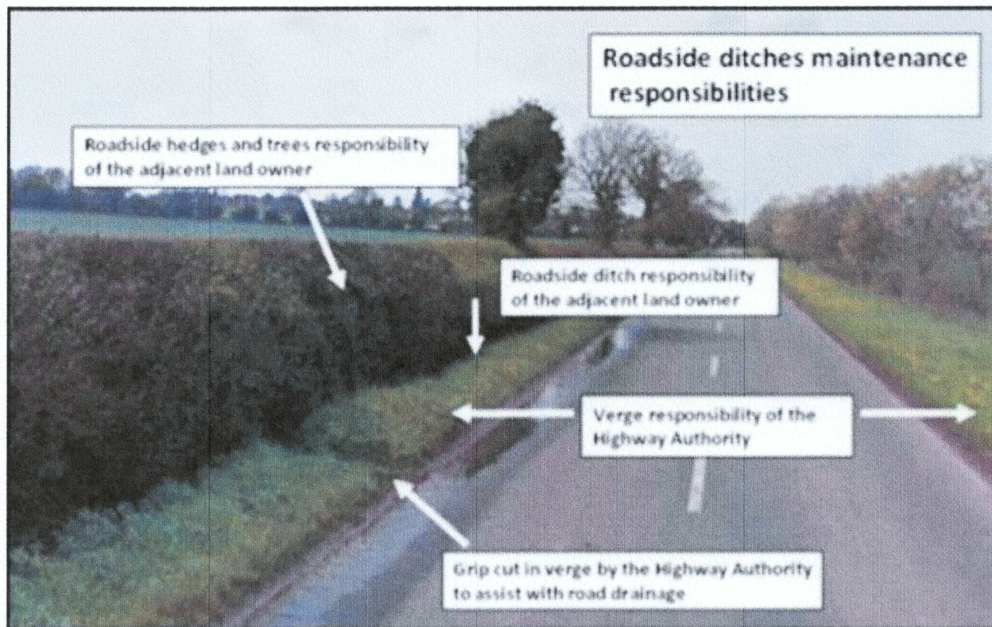 Roadside ditches maintenance
responsibilities
Roadside hedges and trees responsibility
of the adjacent land owner
Roadside ditch responsibility
of the adjacent land owner
Verge responsibility of the
Highway Authority
Grip cut in verge by the Highway Authority
to assist with road drainage